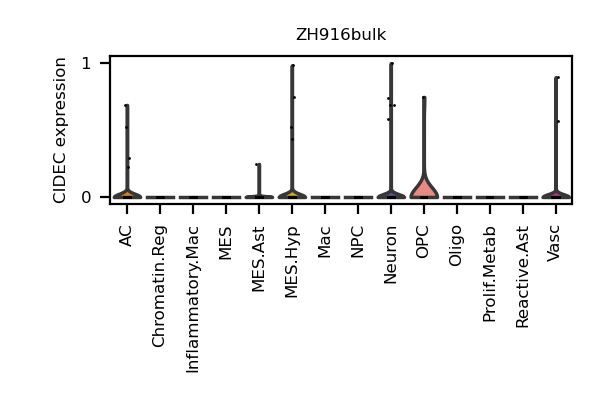 ZH916bulk
CIDEC expression
1
0
AC
Chromatin.Reg
Inflammatory.Mac
MES
MES.Ast
MES.Hyp
Mac
NPC
Neuron
OPC
Oligo
Prolif.Metab
Reactive.Ast
Vasc